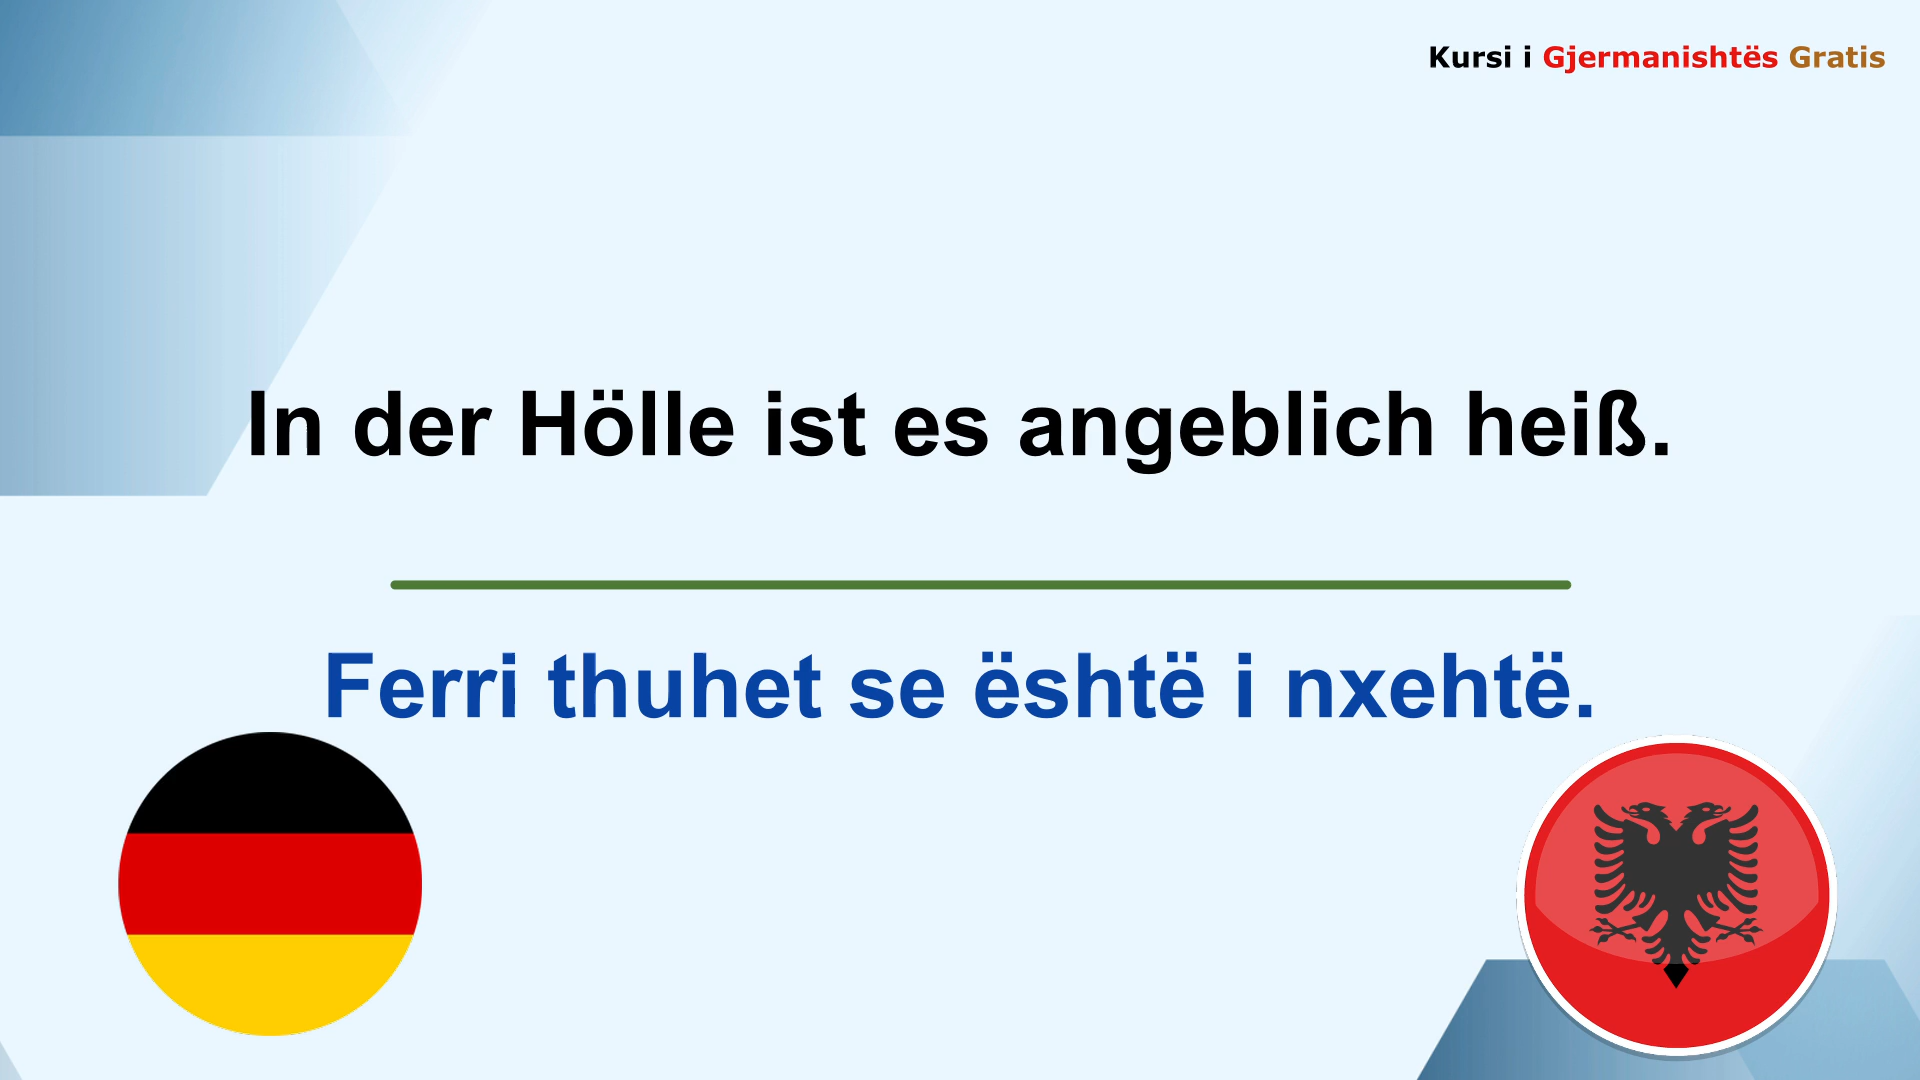 Kursi i Gjermanishtës Gratis
In der Hölle ist es angeblich heiß.
Ferri thuhet se është i nxehtë.